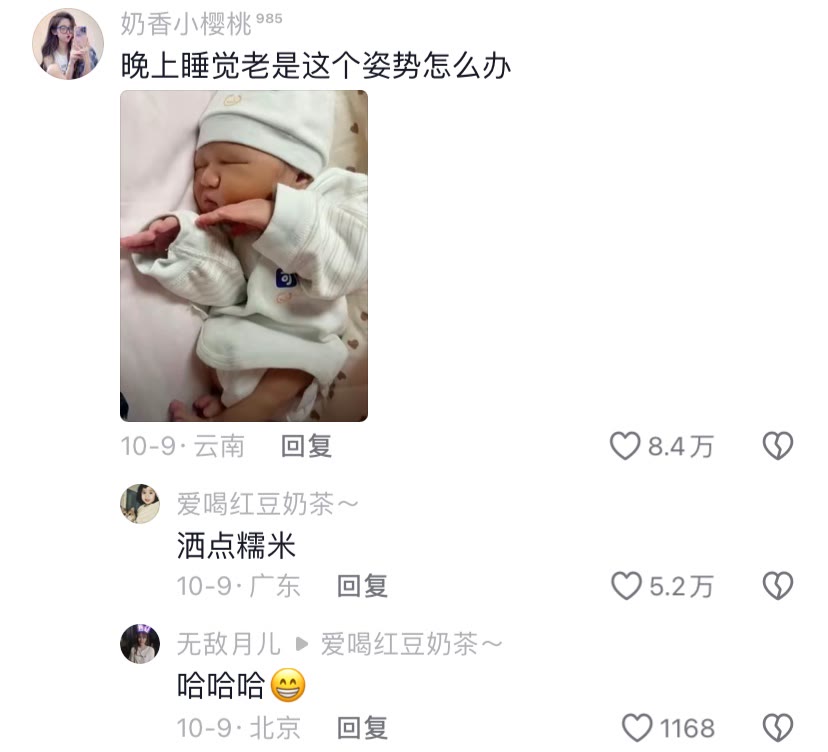 奶香小樱桃985
晚上睡觉老是这个姿势怎么办
10-9·云南 回复 8.4万
爱喝红豆奶茶～
洒点糯米
10-9·广东 回复 5.2万
无敌月儿 ▶ 爱喝红豆奶茶～
哈哈哈😁
10-9·北京 回复 1168